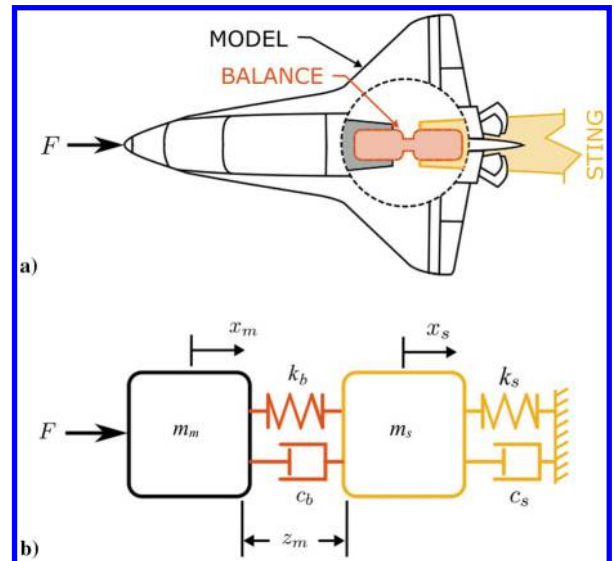 MODEL
BALANCE
F
STING
a)
x_m
x_s
k_b
k_s
F
m_m
m_s
c_b
c_s
z_m
b)